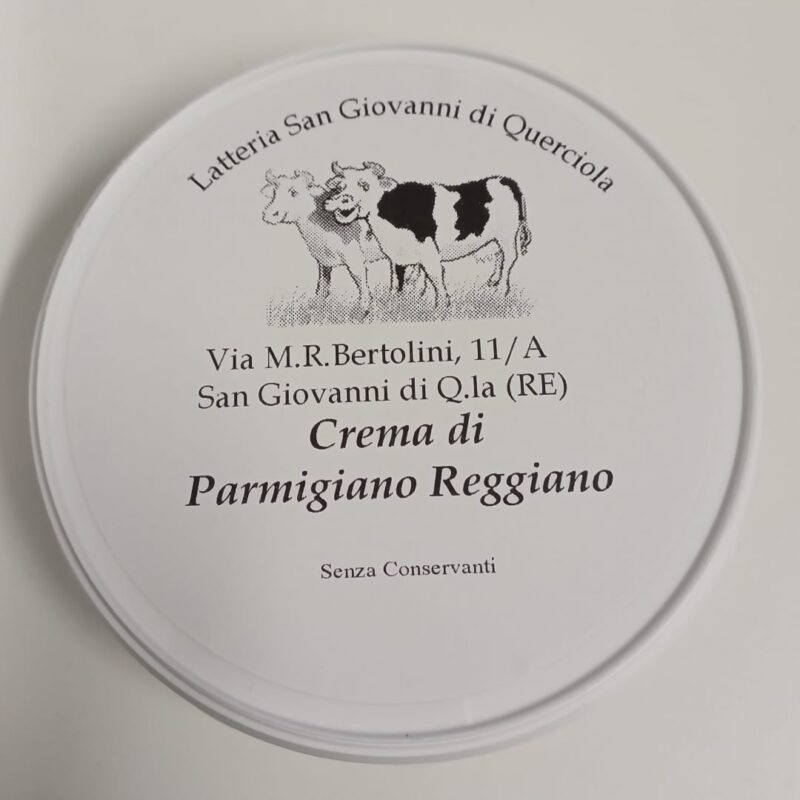 Latteria San Giovanni di Querciola
Via M.R.Bertolini, 11/A
San Giovanni di Q.la (RE)
Crema di
Parmigiano Reggiano
Senza Conservanti